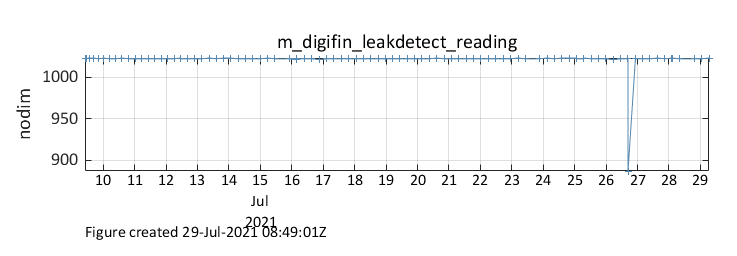 m_digifin_leakdetect_reading
1000
950
900
nodim
10 11 12 13 14 15 16 17 18 19 20 21 22 23 24 25 26 27 28 29
Jul
2021
Figure created 29-Jul-2021 08:49:01Z